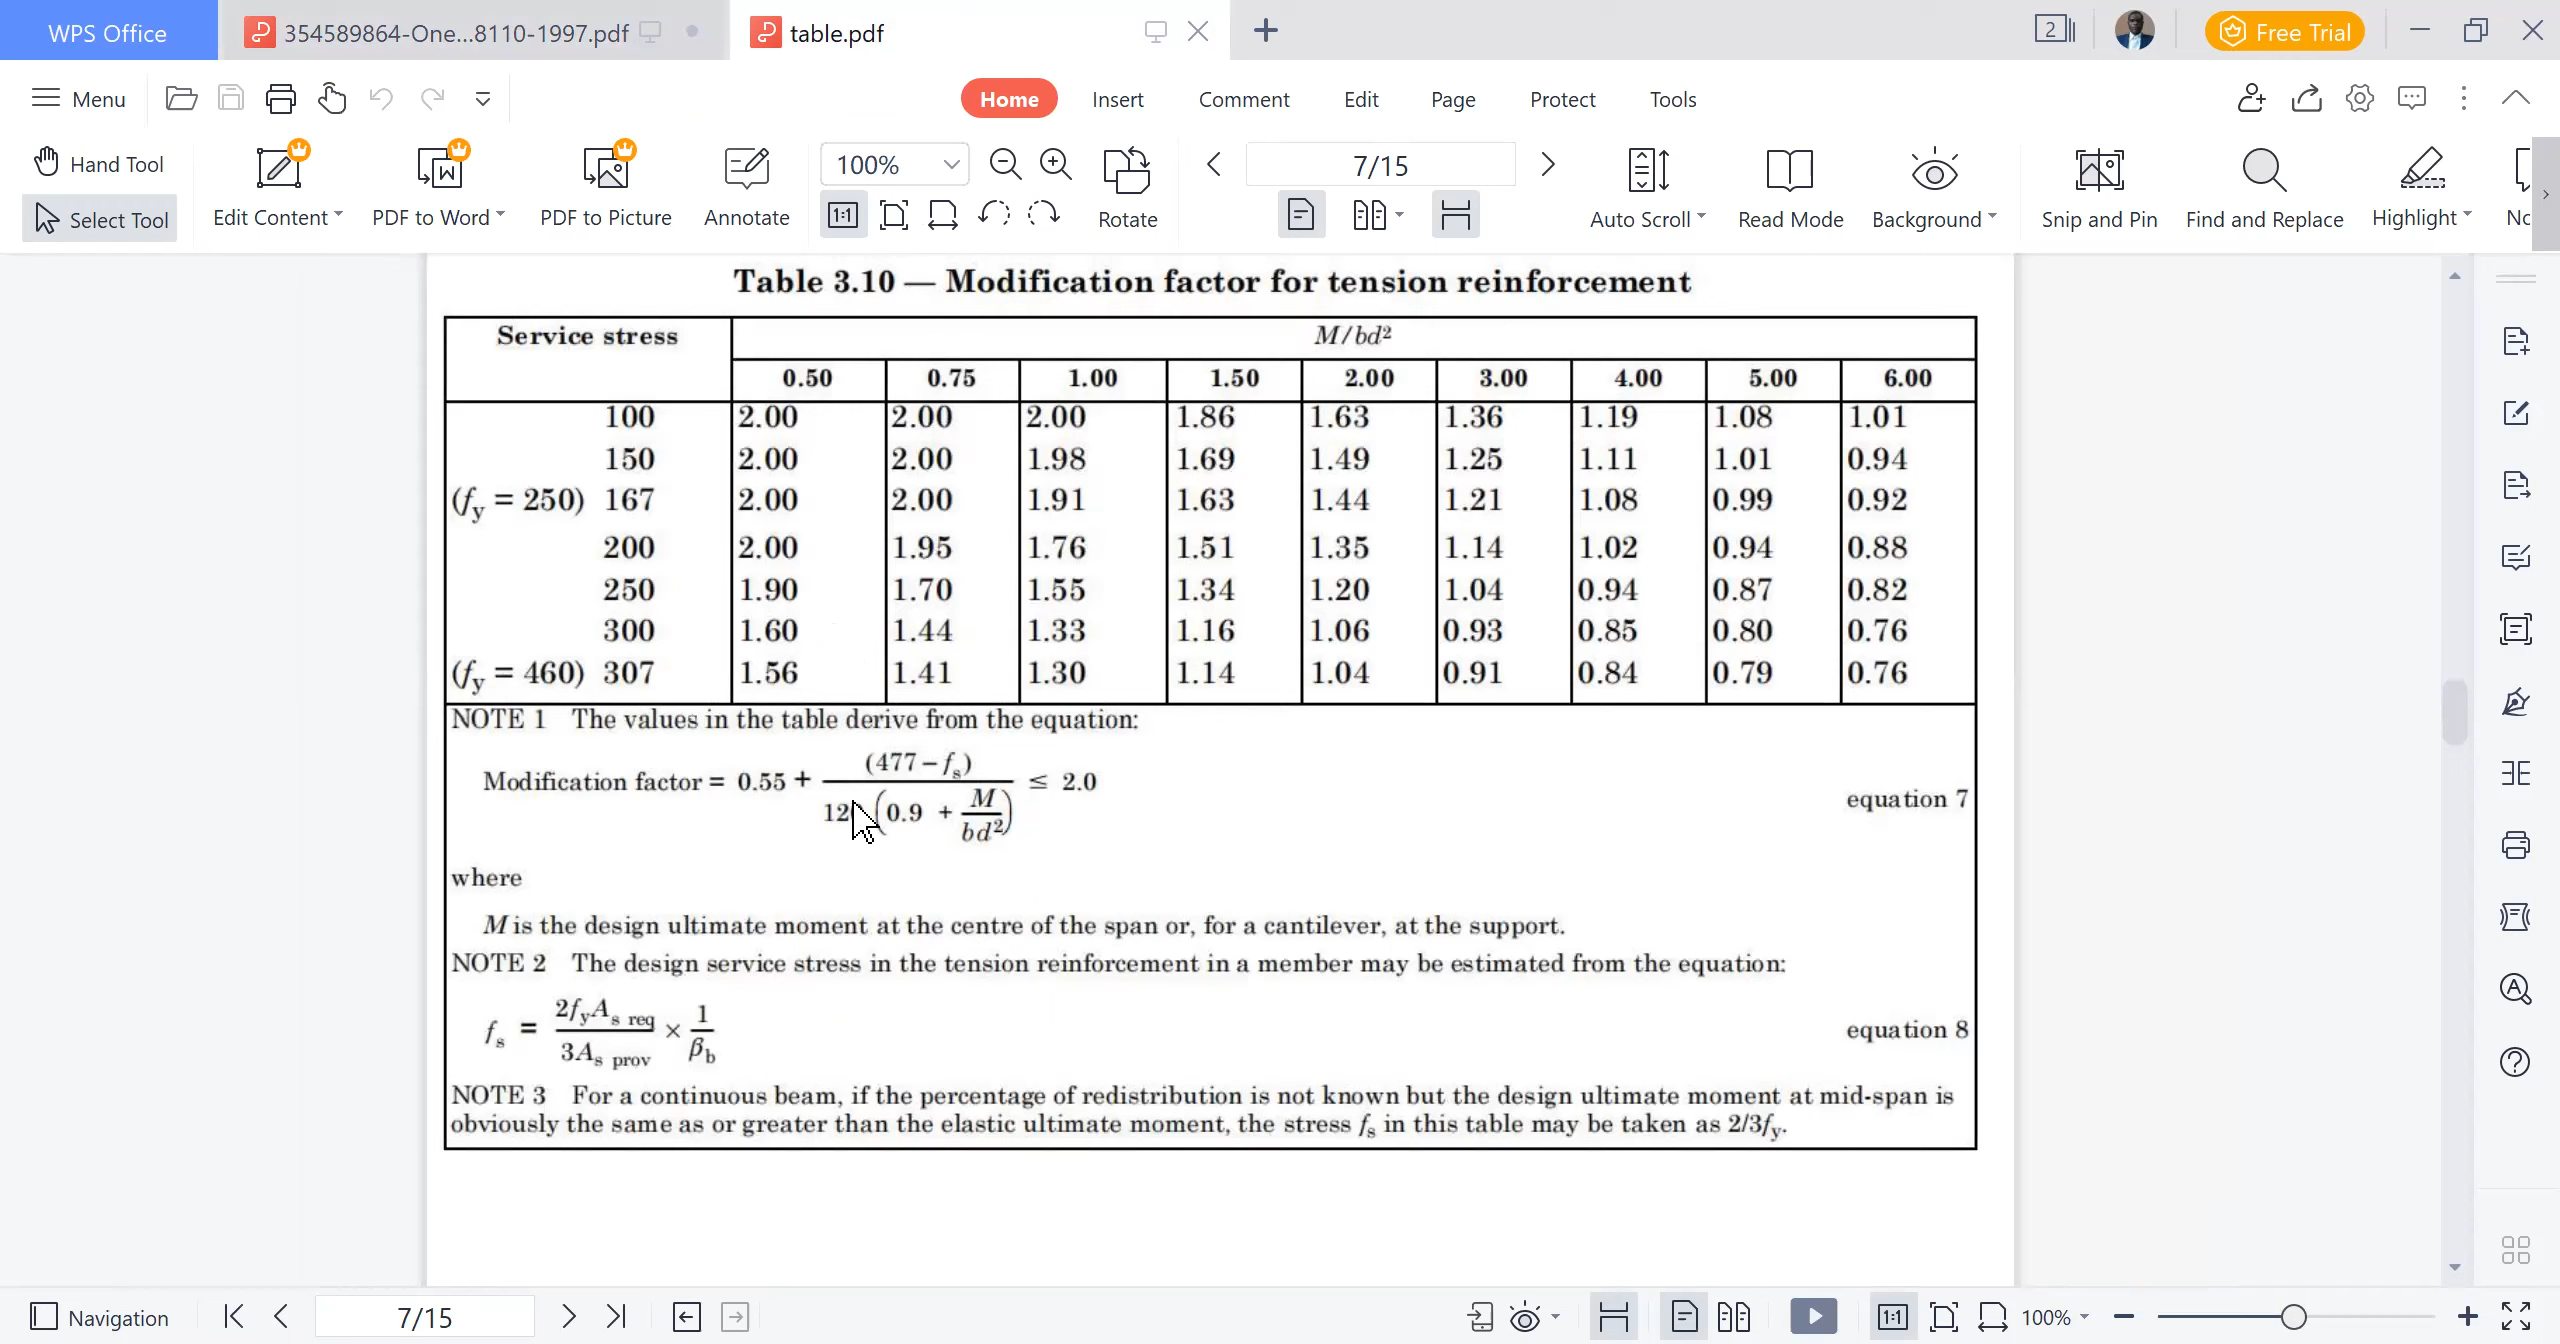 WPS Office
354589864-One...8110-1997.pdf
table.pdf
2
Free Trial
Menu
Home
Insert
Comment
Edit
Page
Protect
Tools
Hand Tool
Select Tool
Edit Content
PDF to Word
PDF to Picture
Annotate
100%
1:1
Rotate
7/15
Auto Scroll
Read Mode
Background
Snip and Pin
Find and Replace
Highlight
Table 3.10 — Modification factor for tension reinforcement
Service stress M/bd²
0.50 0.75 1.00 1.50 2.00 3.00 4.00 5.00 6.00
100 2.00 2.00 2.00 1.86 1.63 1.36 1.19 1.08 1.01
150 2.00 2.00 1.98 1.69 1.49 1.25 1.11 1.01 0.94
(fy = 250) 167 2.00 2.00 1.91 1.63 1.44 1.21 1.08 0.99 0.92
200 2.00 1.95 1.76 1.51 1.35 1.14 1.02 0.94 0.88
250 1.90 1.70 1.55 1.34 1.20 1.04 0.94 0.87 0.82
300 1.60 1.44 1.33 1.16 1.06 0.93 0.85 0.80 0.76
(fy = 460) 307 1.56 1.41 1.30 1.14 1.04 0.91 0.84 0.79 0.76
NOTE 1 The values in the table derive from the equation:
Modification factor = 0.55 + (477 – fs) / 12 (0.9 + M/bd²) ≤ 2.0 equation 7
where
M is the design ultimate moment at the centre of the span or, for a cantilever, at the support.
NOTE 2 The design service stress in the tension reinforcement in a member may be estimated from the equation:
fs = 2fyAs req / 3As prov × 1/βb equation 8
NOTE 3 For a continuous beam, if the percentage of redistribution is not known but the design ultimate moment at mid-span is
obviously the same as or greater than the elastic ultimate moment, the stress fs in this table may be taken as 2/3fy.
Navigation
7/15
1:1
100%